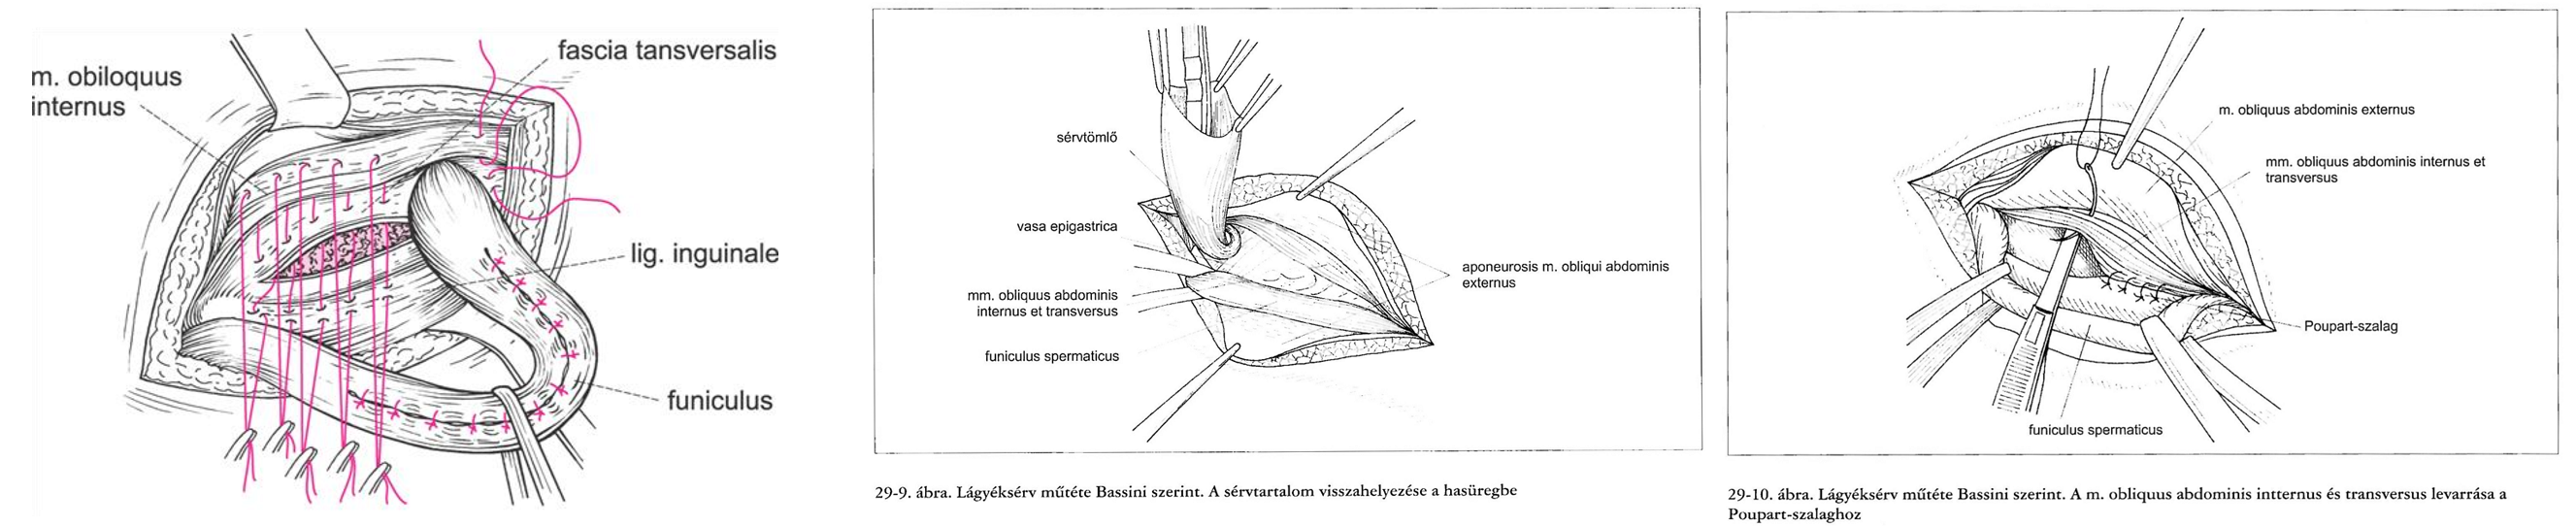 fascia tansversalis
m. obiloquus
internus
lig. inguinale
funiculus
sérvtömlő
vasa epigastrica
mm. obliquus abdominis
internus et transversus
funiculus spermaticus
aponeurosis m. obliqui abdominis
externus
29-9. ábra. Lágyéksérv műtéte Bassini szerint. A sérvtartalom visszahelyezése a hasüregbe
m. obliquus abdominis externus
mm. obliquus abdominis internus et
transversus
Poupart-szalag
funiculus spermaticus
29-10. ábra. Lágyéksérv műtéte Bassini szerint. A m. obliquus abdominis intternus és transversus levarrása a
Poupart-szalaghoz